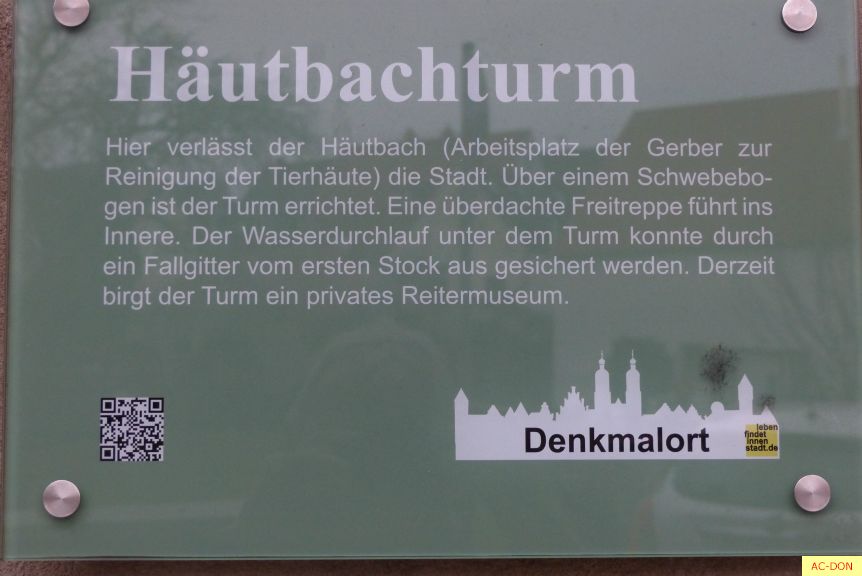 Häutbachturm
Hier verlässt der Häutbach (Arbeitsplatz der Gerber zur
Reinigung der Tierhäute) die Stadt. Über einem Schwebebo-
gen ist der Turm errichtet. Eine überdachte Freitreppe führt ins
Innere. Der Wasserdurchlauf unter dem Turm konnte durch
ein Fallgitter vom ersten Stock aus gesichert werden. Derzeit
birgt der Turm ein privates Reitermuseum.
Denkmalort
leben
findet
innen
stadt.de
AC-DON